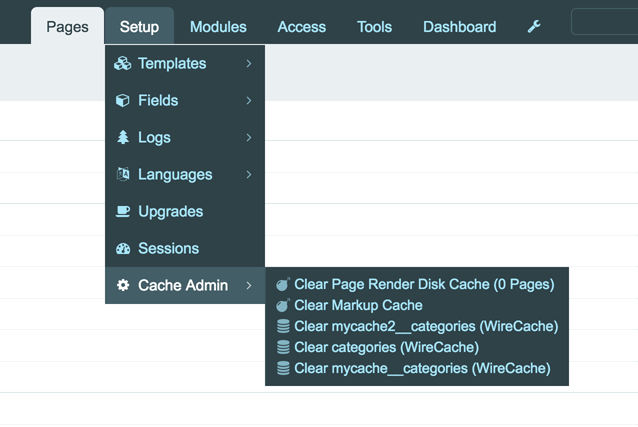 Pages Setup Modules Access Tools Dashboard
Templates
Fields
Logs
Languages
Upgrades
Sessions
Cache Admin
Clear Page Render Disk Cache (0 Pages)
Clear Markup Cache
Clear mycache2__categories (WireCache)
Clear categories (WireCache)
Clear mycache__categories (WireCache)